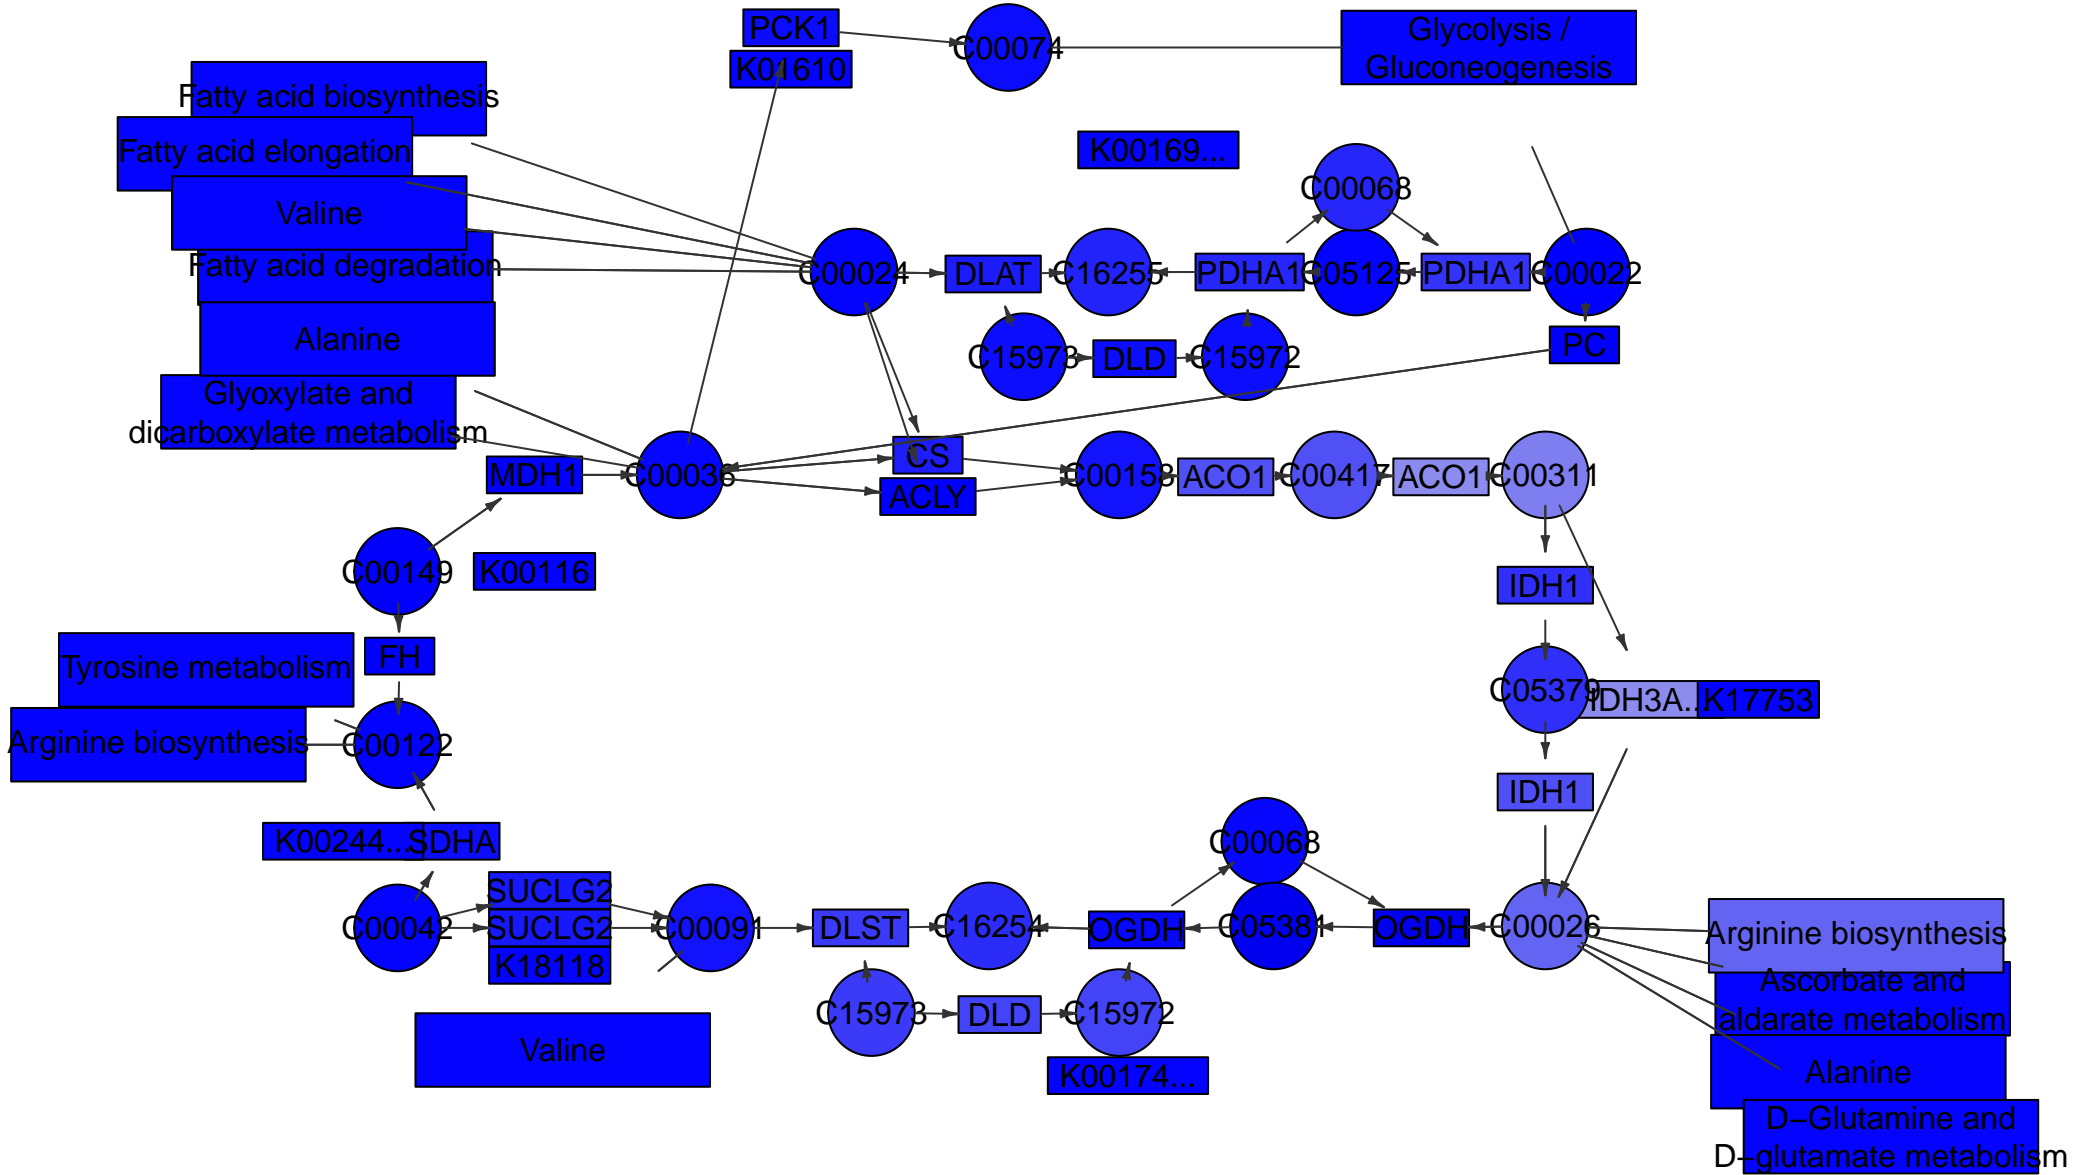 PCK1
C00074
Glycolysis /
Gluconeogenesis
K01610
Fatty acid biosynthesis
Fatty acid elongation
K00169...
C00068
Valine
Fatty acid degradation
C00024
DLAT
C16255
PDHA1
C05125
PDHA1
C00022
Alanine
C15973
DLD
C15972
PC
Glyoxylate and
dicarboxylate metabolism
MDH1
C00036
CS
ACLY
C00158
ACO1
C00417
ACO1
C00311
C00149
K00116
IDH1
Tyrosine metabolism
FH
C05379
IDH3A...
K17753
Arginine biosynthesis
C00122
IDH1
K00244...
SDHA
C00068
SUCLG2
C00042
SUCLG2
C00091
DLST
C16254
OGDH
C05381
OGDH
C00026
Arginine biosynthesis
K18118
Ascorbate and
aldarate metabolism
C15973
DLD
C15972
Valine
K00174...
Alanine
D−Glutamine and
D−glutamate metabolism